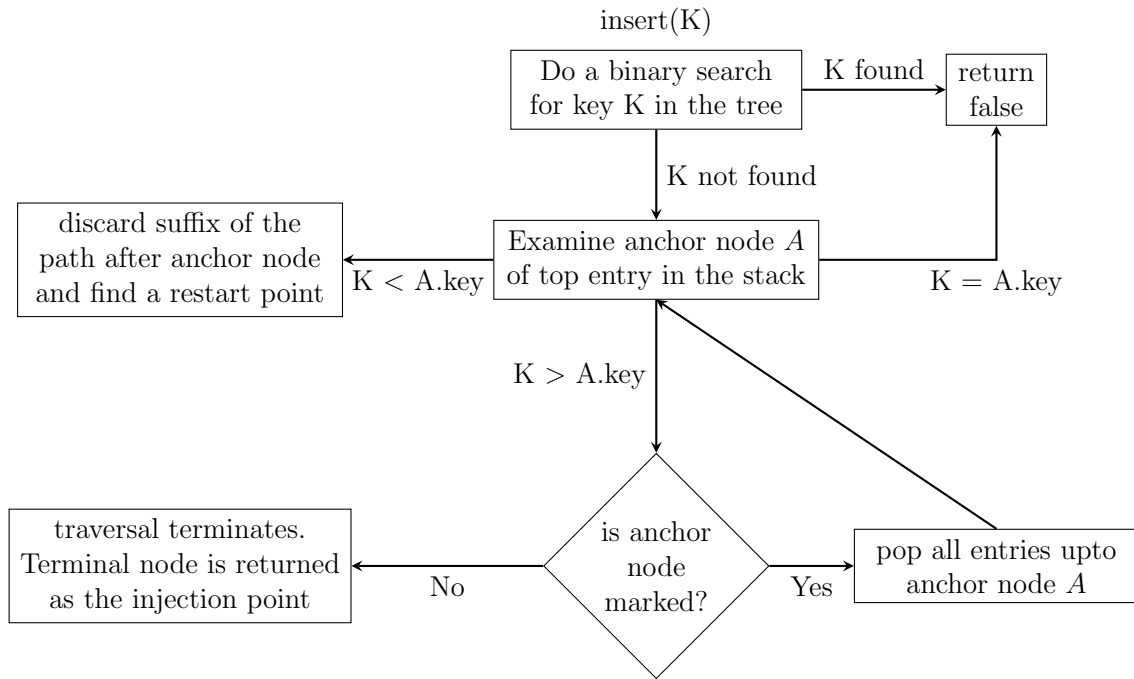 insert(K)
Do a binary search
for key K in the tree
K found
return
false
K not found
discard suffix of the
path after anchor node
and find a restart point
K < A.key
Examine anchor node A
of top entry in the stack
K = A.key
K > A.key
traversal terminates.
Terminal node is returned
as the injection point
No
is anchor
node
marked?
Yes
pop all entries upto
anchor node A